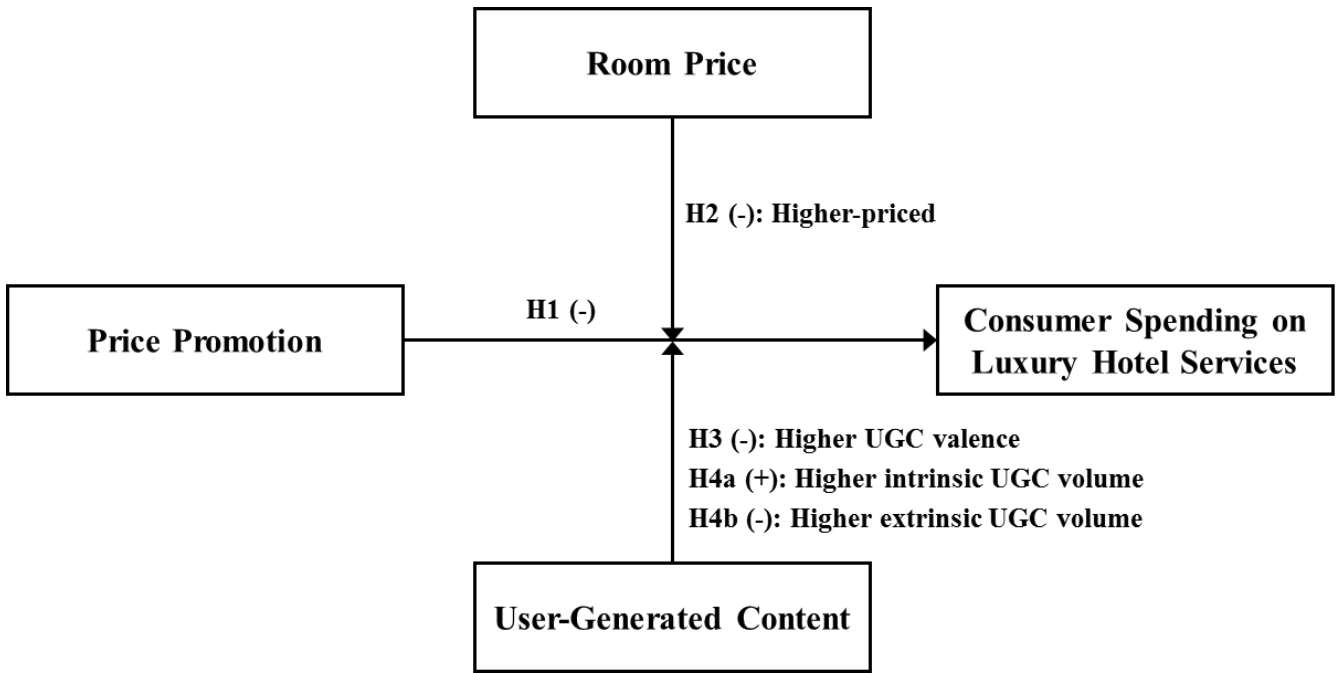 Room Price
H2 (-): Higher-priced
H1 (-)
Price Promotion
Consumer Spending on
Luxury Hotel Services
H3 (-): Higher UGC valence
H4a (+): Higher intrinsic UGC volume
H4b (-): Higher extrinsic UGC volume
User-Generated Content